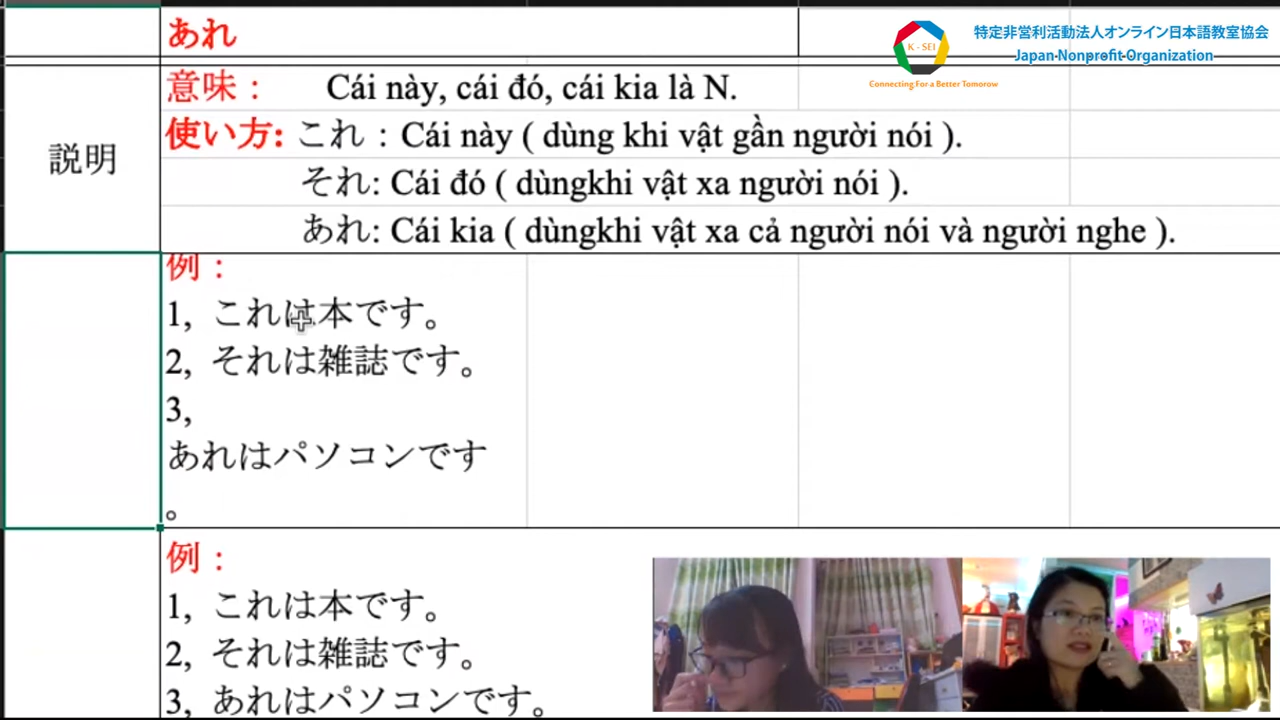 あれ
K - SEI
特定非営利活動法人オンライン日本語教室協会
Japan Nonprofit Organization
Connecting For a Better Tomorrow
説明
意味： Cái này, cái đó, cái kia là N.
使い方: これ：Cái này ( dùng khi vật gần người nói ).
それ: Cái đó ( dùngkhi vật xa người nói ).
あれ: Cái kia ( dùngkhi vật xa cả người nói và người nghe ).
例：
1, これは本です。
2, それは雑誌です。
3,
あれはパソコンです
。
例：
1, これは本です。
2, それは雑誌です。
3, あれはパソコンです。